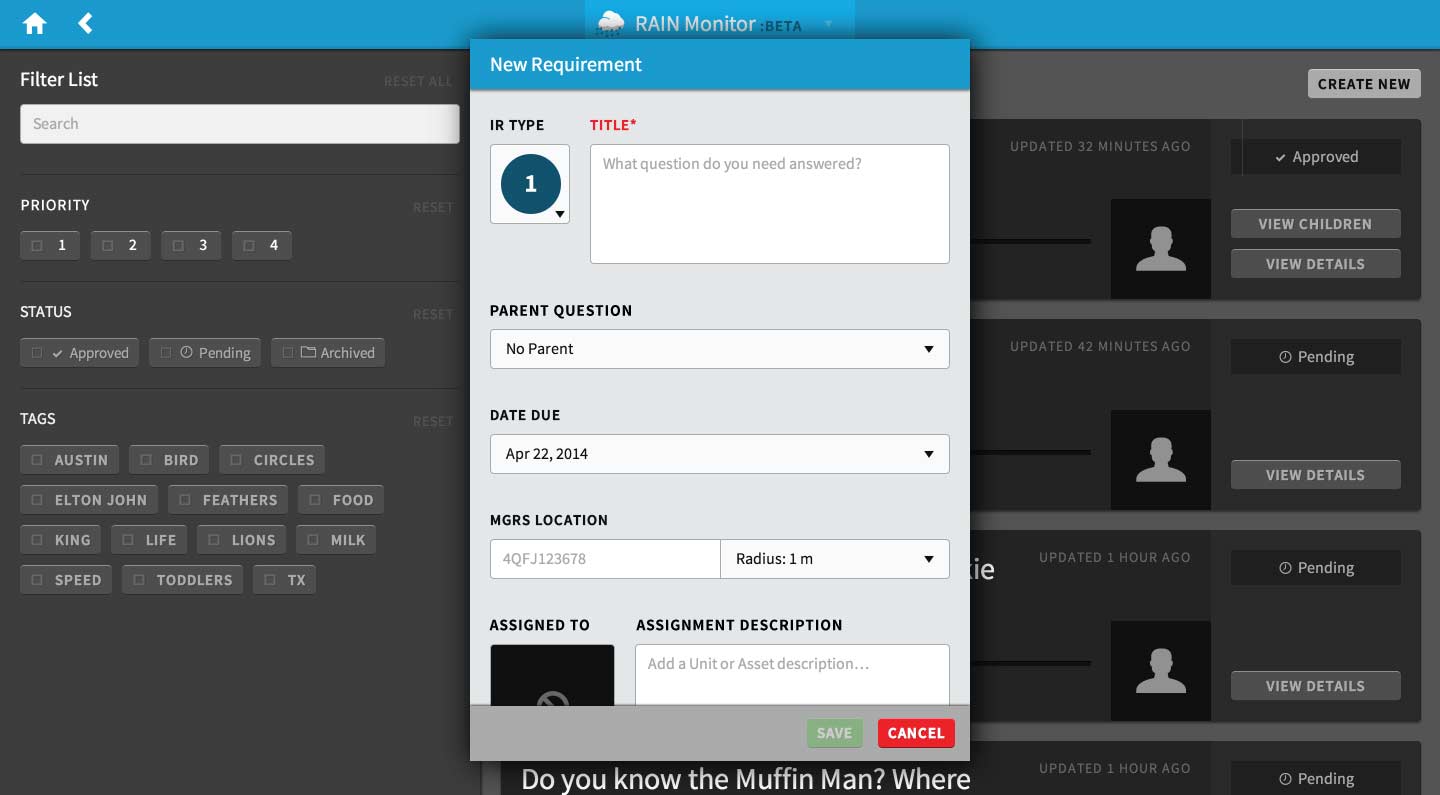 RAIN Monitor :BETA
Filter List
RESET ALL
Search
PRIORITY
RESET
1 2 3 4
STATUS
RESET
Approved Pending Archived
TAGS
RESET
AUSTIN BIRD CIRCLES
ELTON JOHN FEATHERS FOOD
KING LIFE LIONS MILK
SPEED TODDLERS TX
New Requirement
IR TYPE
1
TITLE*
What question do you need answered?
PARENT QUESTION
No Parent
DATE DUE
Apr 22, 2014
MGRS LOCATION
4QFJ123678
Radius: 1 m
ASSIGNED TO
ASSIGNMENT DESCRIPTION
Add a Unit or Asset description...
SAVE CANCEL
CREATE NEW
UPDATED 32 MINUTES AGO
Approved
VIEW CHILDREN
VIEW DETAILS
UPDATED 42 MINUTES AGO
Pending
VIEW DETAILS
UPDATED 1 HOUR AGO
Pending
VIEW DETAILS
Do you know the Muffin Man? Where
UPDATED 1 HOUR AGO
Pending